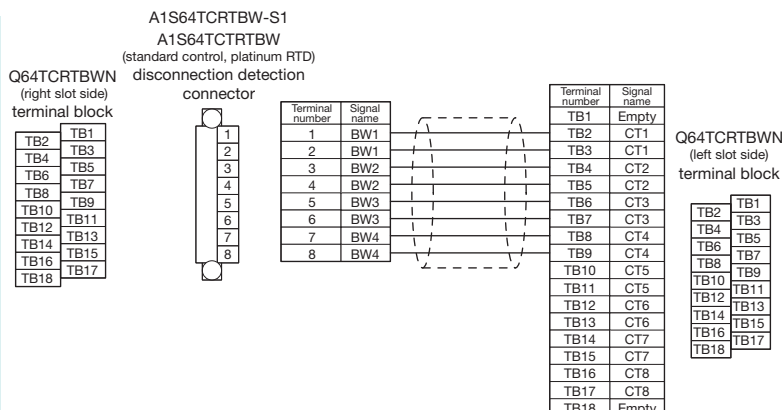 A1S64TCRTBW-S1
A1S64TCTRTBW
(standard control, platinum RTD)
disconnection detection
connector
Q64TCRTBWN
(right slot side)
terminal block
TB1
TB2
TB3
TB4
TB5
TB6
TB7
TB8
TB9
TB10
TB11
TB12
TB13
TB14
TB15
TB16
TB17
TB18
1
2
3
4
5
6
7
8
Terminal number Signal name
1 BW1
2 BW1
3 BW2
4 BW2
5 BW3
6 BW3
7 BW4
8 BW4
Terminal number Signal name
TB1 Empty
TB2 CT1
TB3 CT1
TB4 CT2
TB5 CT2
TB6 CT3
TB7 CT3
TB8 CT4
TB9 CT4
TB10 CT5
TB11 CT5
TB12 CT6
TB13 CT6
TB14 CT7
TB15 CT7
TB16 CT8
TB17 CT8
TB18 Empty
Q64TCRTBWN
(left slot side)
terminal block
TB1
TB2
TB3
TB4
TB5
TB6
TB7
TB8
TB9
TB10
TB11
TB12
TB13
TB14
TB15
TB16
TB17
TB18